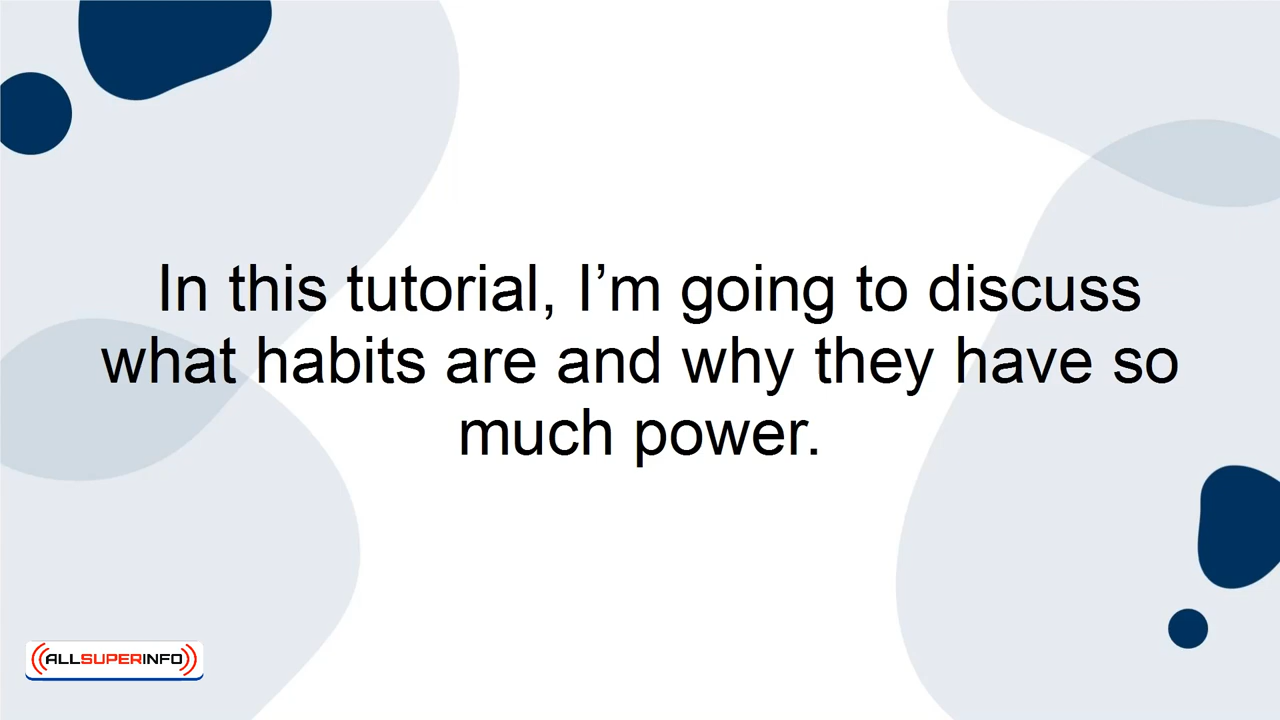 In this tutorial, I’m going to discuss
what habits are and why they have so
much power.
ALLSUPERINFO